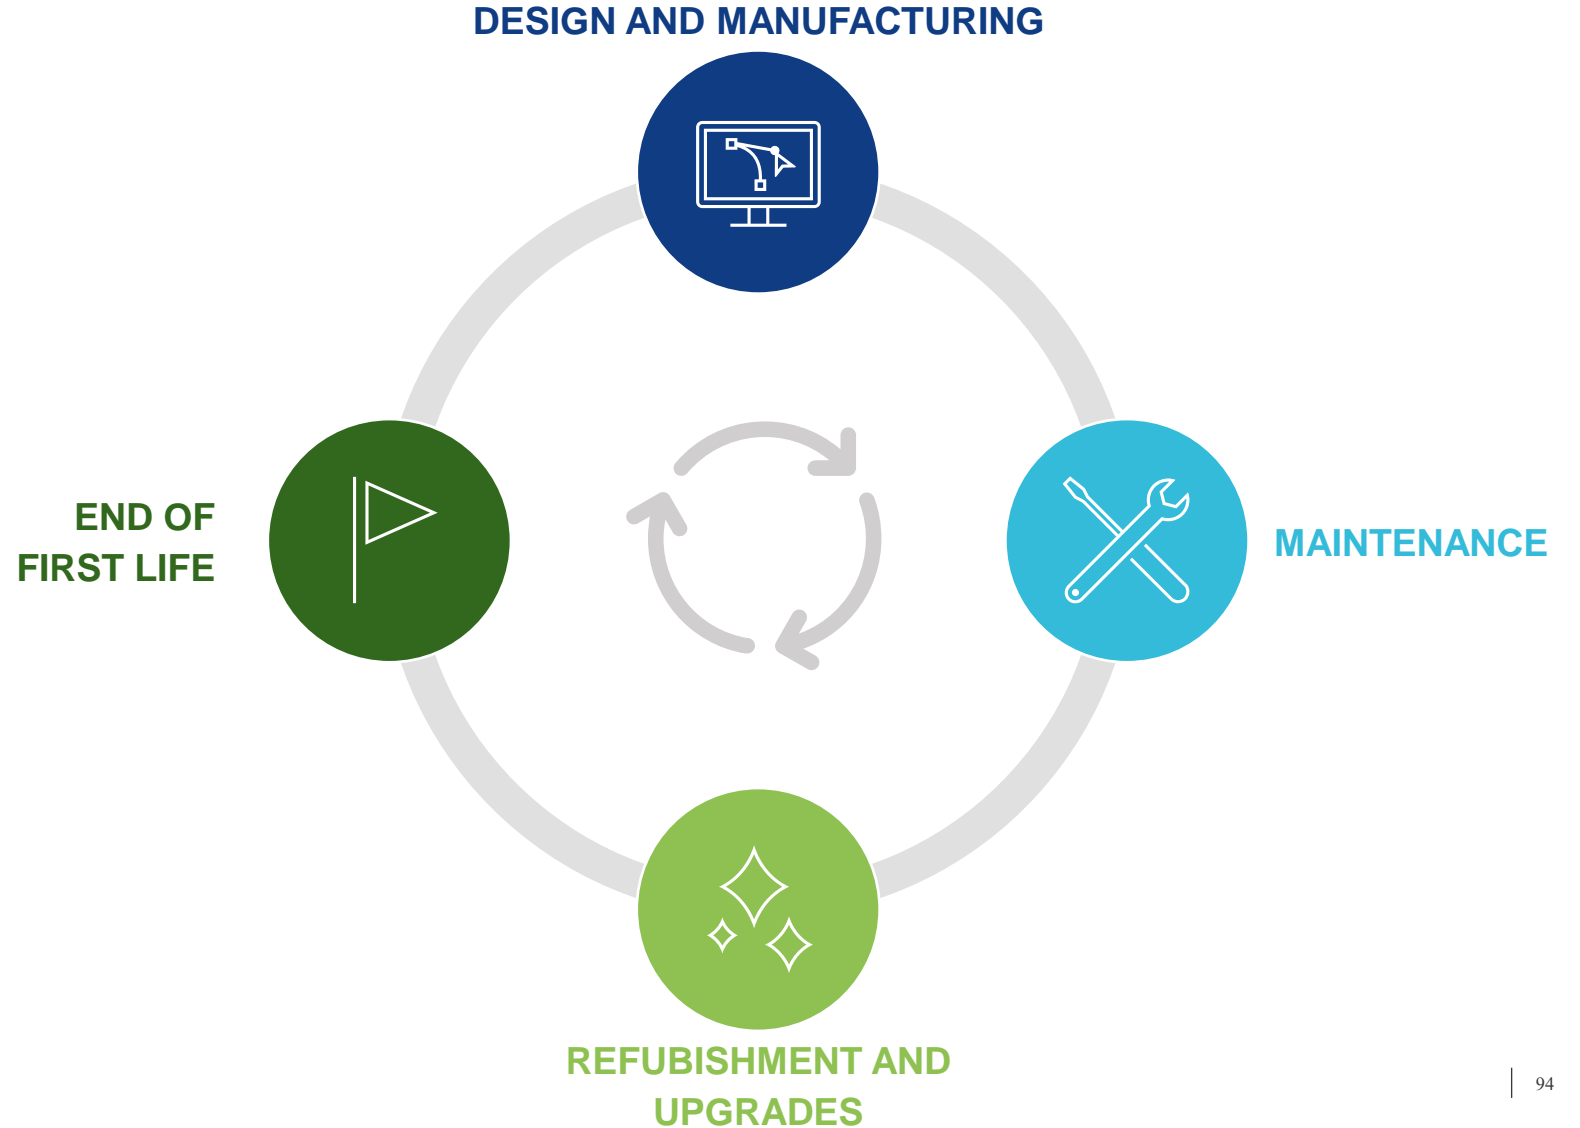 DESIGN AND MANUFACTURING
END OF
FIRST LIFE
MAINTENANCE
REFUBISHMENT AND
UPGRADES
94